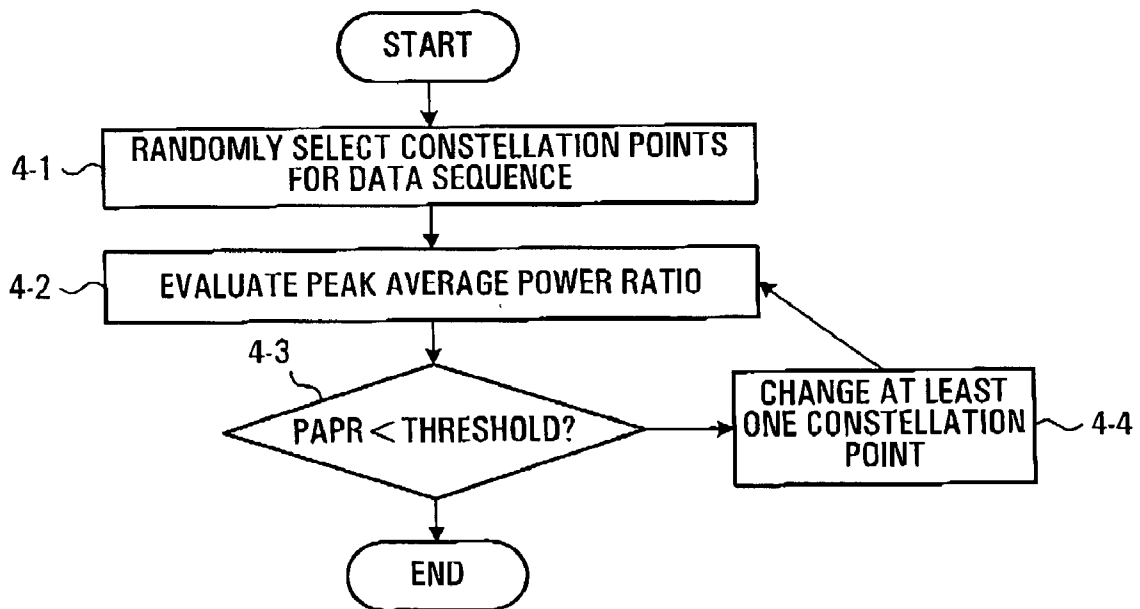 START
4-1
RANDOMLY SELECT CONSTELLATION POINTS
FOR DATA SEQUENCE
4-2
EVALUATE PEAK AVERAGE POWER RATIO
4-3
PAPR < THRESHOLD?
CHANGE AT LEAST
ONE CONSTELLATION
POINT
4-4
END